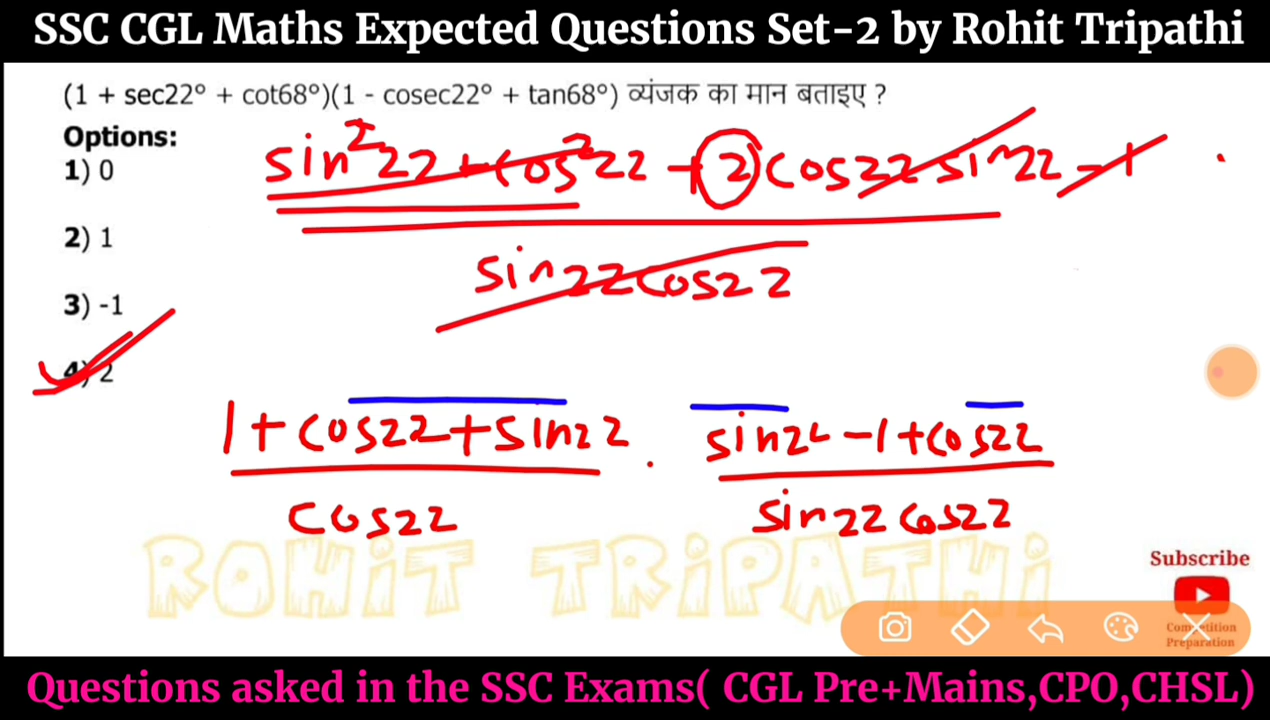 SSC CGL Maths Expected Questions Set-2 by Rohit Tripathi
(1 + sec22° + cot68°)(1 - cosec22° + tan68°) व्यंजक का मान बताइए ?
Options:
1) 0
2) 1
3) -1
4) 2
sin²22 + cos²22 + 2 cos22 sin22 - 1
sin22 cos22
1 + cos22 + sin22 . sin22 - 1 + cos22
cos22 sin22 cos22
ROHiT TRiPATHi
Subscribe
Competition
Preparation
Questions asked in the SSC Exams( CGL Pre+Mains,CPO,CHSL)